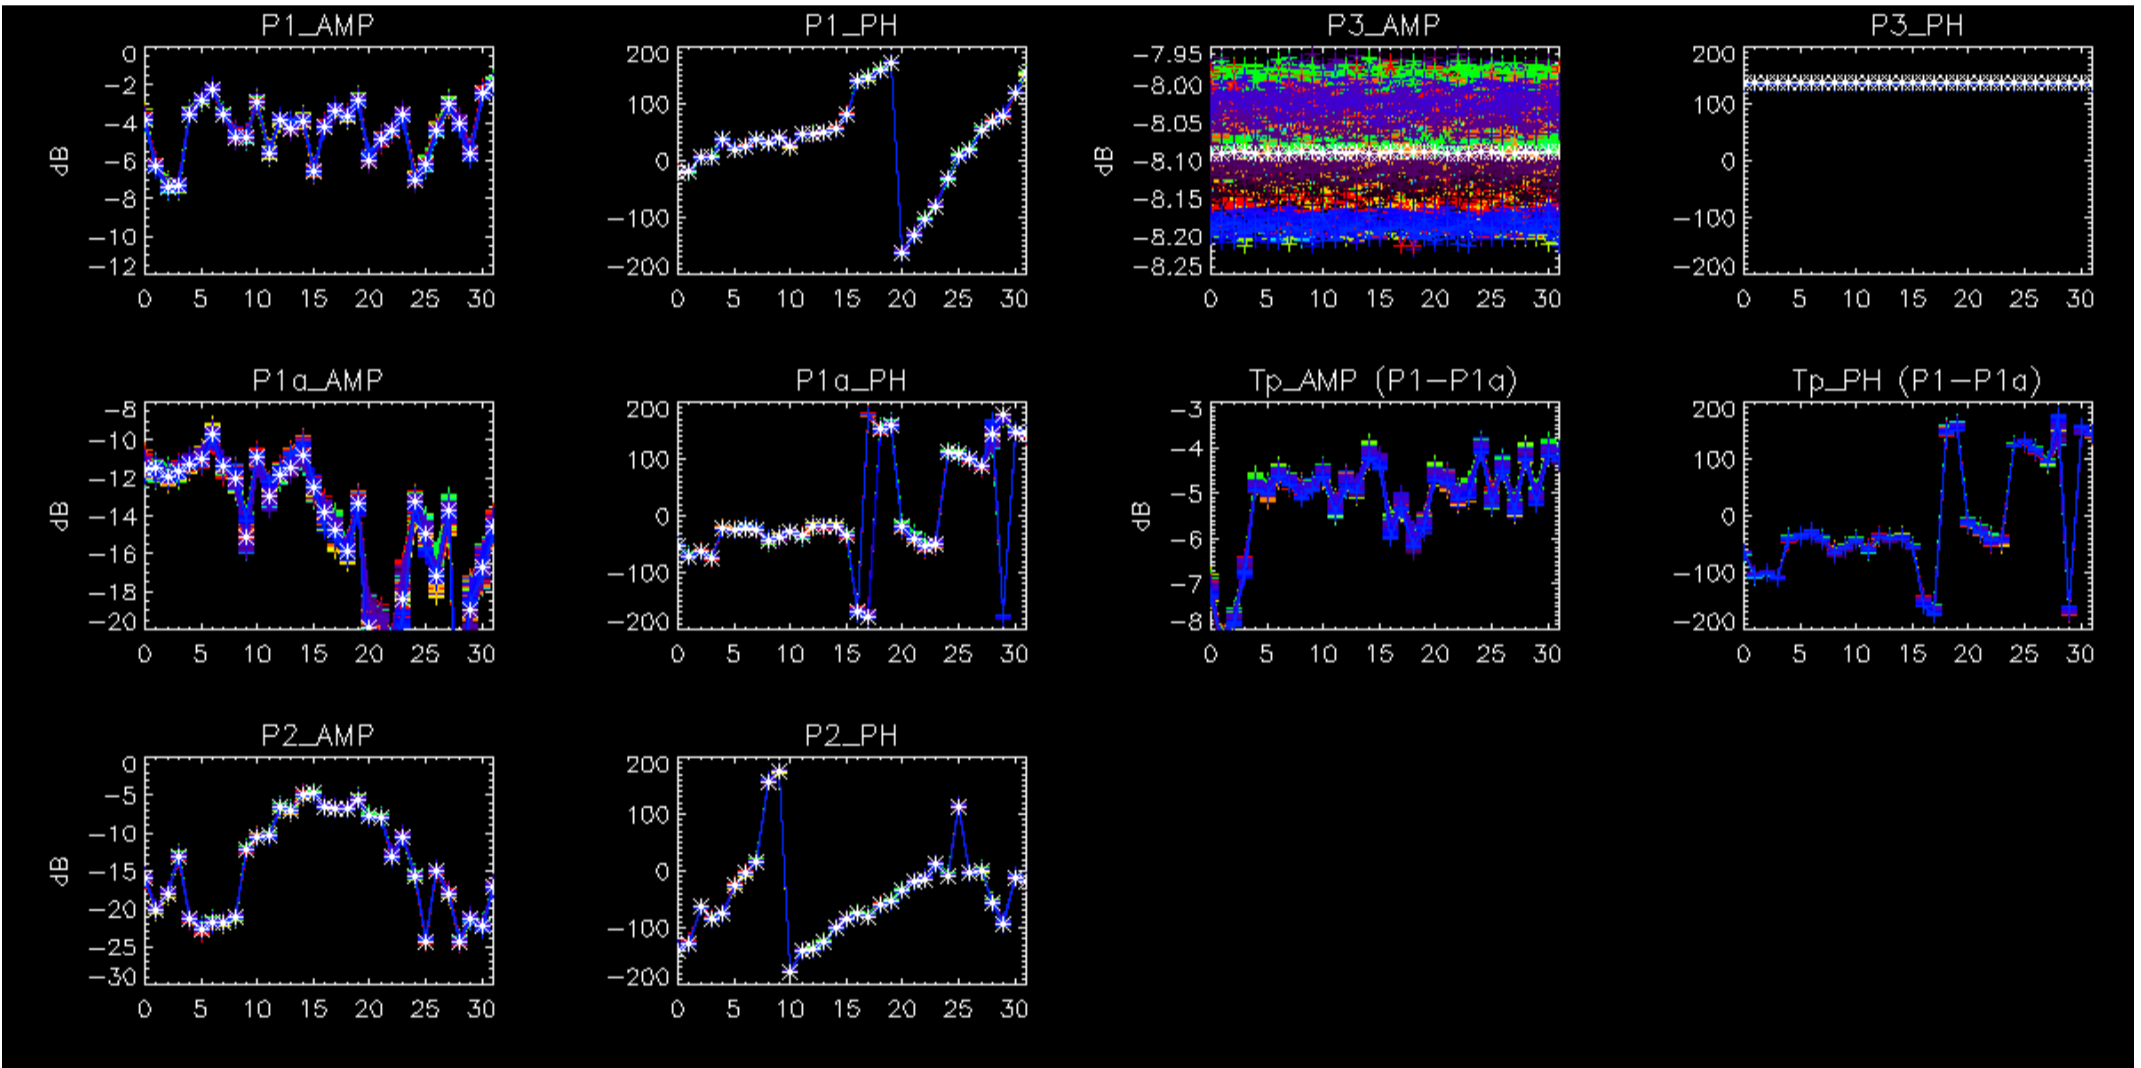 P1_AMP P1_PH P3_AMP P3_PH
0 200 -7.95 200
-2 -8.00
-4 100 -8.05 100
dB -6 0 dB -8.10 0
-8 -8.15
-10 -100 -8.20 -100
-12 -200 -8.25 -200
0 5 10 15 20 25 30 0 5 10 15 20 25 30 0 5 10 15 20 25 30 0 5 10 15 20 25 30
P1a_AMP P1a_PH Tp_AMP (P1-P1a) Tp_PH (P1-P1a)
-8 200 -3 200
-10 100 -4 100
-12
dB -14 0 dB -5 0
-16 -6
-18 -100 -7 -100
-20 -200 -8 -200
0 5 10 15 20 25 30 0 5 10 15 20 25 30 0 5 10 15 20 25 30 0 5 10 15 20 25 30
P2_AMP P2_PH
0 200
-5 100
-10
dB -15 0
-20 -100
-25
-30 -200
0 5 10 15 20 25 30 0 5 10 15 20 25 30